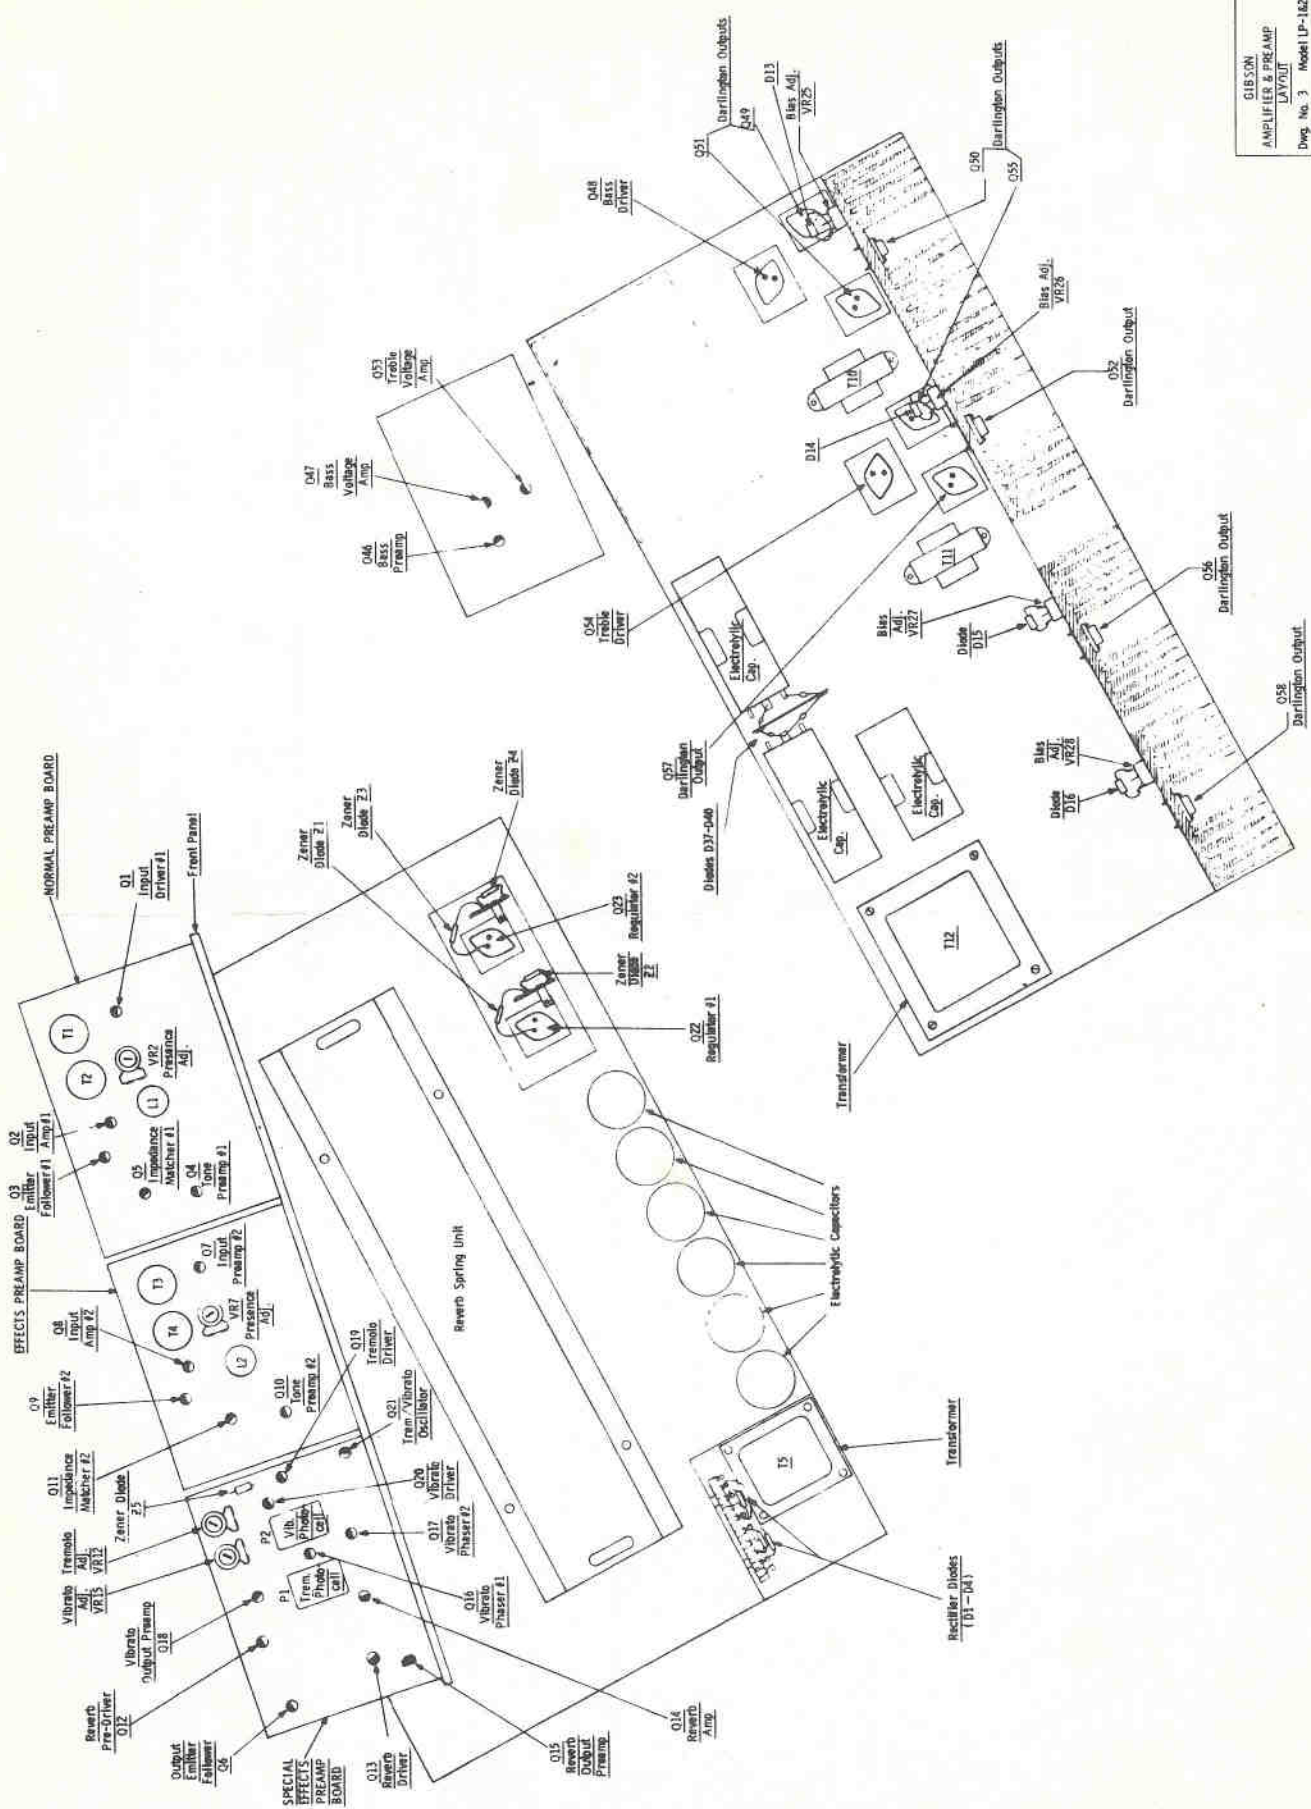 GIBSON
AMPLIFIER & PREAMP
LAYOUT
Dwg. No. 3 Model LP-1&2
NORMAL PREAMP BOARD
Q1
Input
Driver #1
Front Panel
T1
T2
VR2
Presence
Adj.
L1
Q2
Input
Amp #1
Q3
Emitter
Follower #1
Q5
Impedance
Matcher #1
Q4
Tone
Preamp #1
EFFECTS PREAMP BOARD
T3
T4
Q7
Input
Preamp #2
VR7
Presence
Adj.
L2
Q8
Input
Amp #2
Q9
Emitter
Follower #2
Q10
Tone
Preamp #2
Q11
Impedance
Matcher #2
Zener Diode
Z5
Q19
Tremolo
Driver
Q21
Trem/Vibrato
Oscillator
Q20
Vibrato
Driver
Q17
Vibrato
Phaser #2
Q16
Vibrato
Phaser #1
P2
Vib.
Photo
cell
P1
Trem.
Photo
cell
Tremolo
Adj.
VR12
Vibrato
Adj.
VR15
Vibrato
Output Preamp
Q18
Reverb
Pre-Driver
Q12
Output
Emitter
Follower
Q6
SPECIAL
EFFECTS
PREAMP
BOARD
Q13
Reverb
Driver
Q15
Reverb
Output
Preamp
Q14
Reverb
Amp
Reverb Spring Unit
Zener
Diode Z1
Zener
Diode Z3
Zener
Diode Z4
Q23
Regulator #2
Zener
Diode
Z2
Q22
Regulator #1
Electrolytic Capacitors
T5
Transformer
Rectifier Diodes
(D1-D4)
Q46
Bass
Preamp
Q47
Bass
Voltage
Amp
Q53
Treble
Voltage
Amp
Q48
Bass
Driver
Q51
Darlington Outputs
Q49
D13
Bias Adj.
VR25
Q50
Darlington Outputs
Q55
Bias Adj.
VR26
Q52
Darlington Output
T10
D14
T11
Q54
Treble
Driver
Electrolytic
Cap.
Electrolytic
Cap.
Electrolytic
Cap.
Q57
Darlington
Output
Diodes D37-D40
Bias
Adj.
VR27
Diode
D15
Q56
Darlington Output
Bias
Adj.
VR28
Diode
D16
Q58
Darlington Output
T12
Transformer